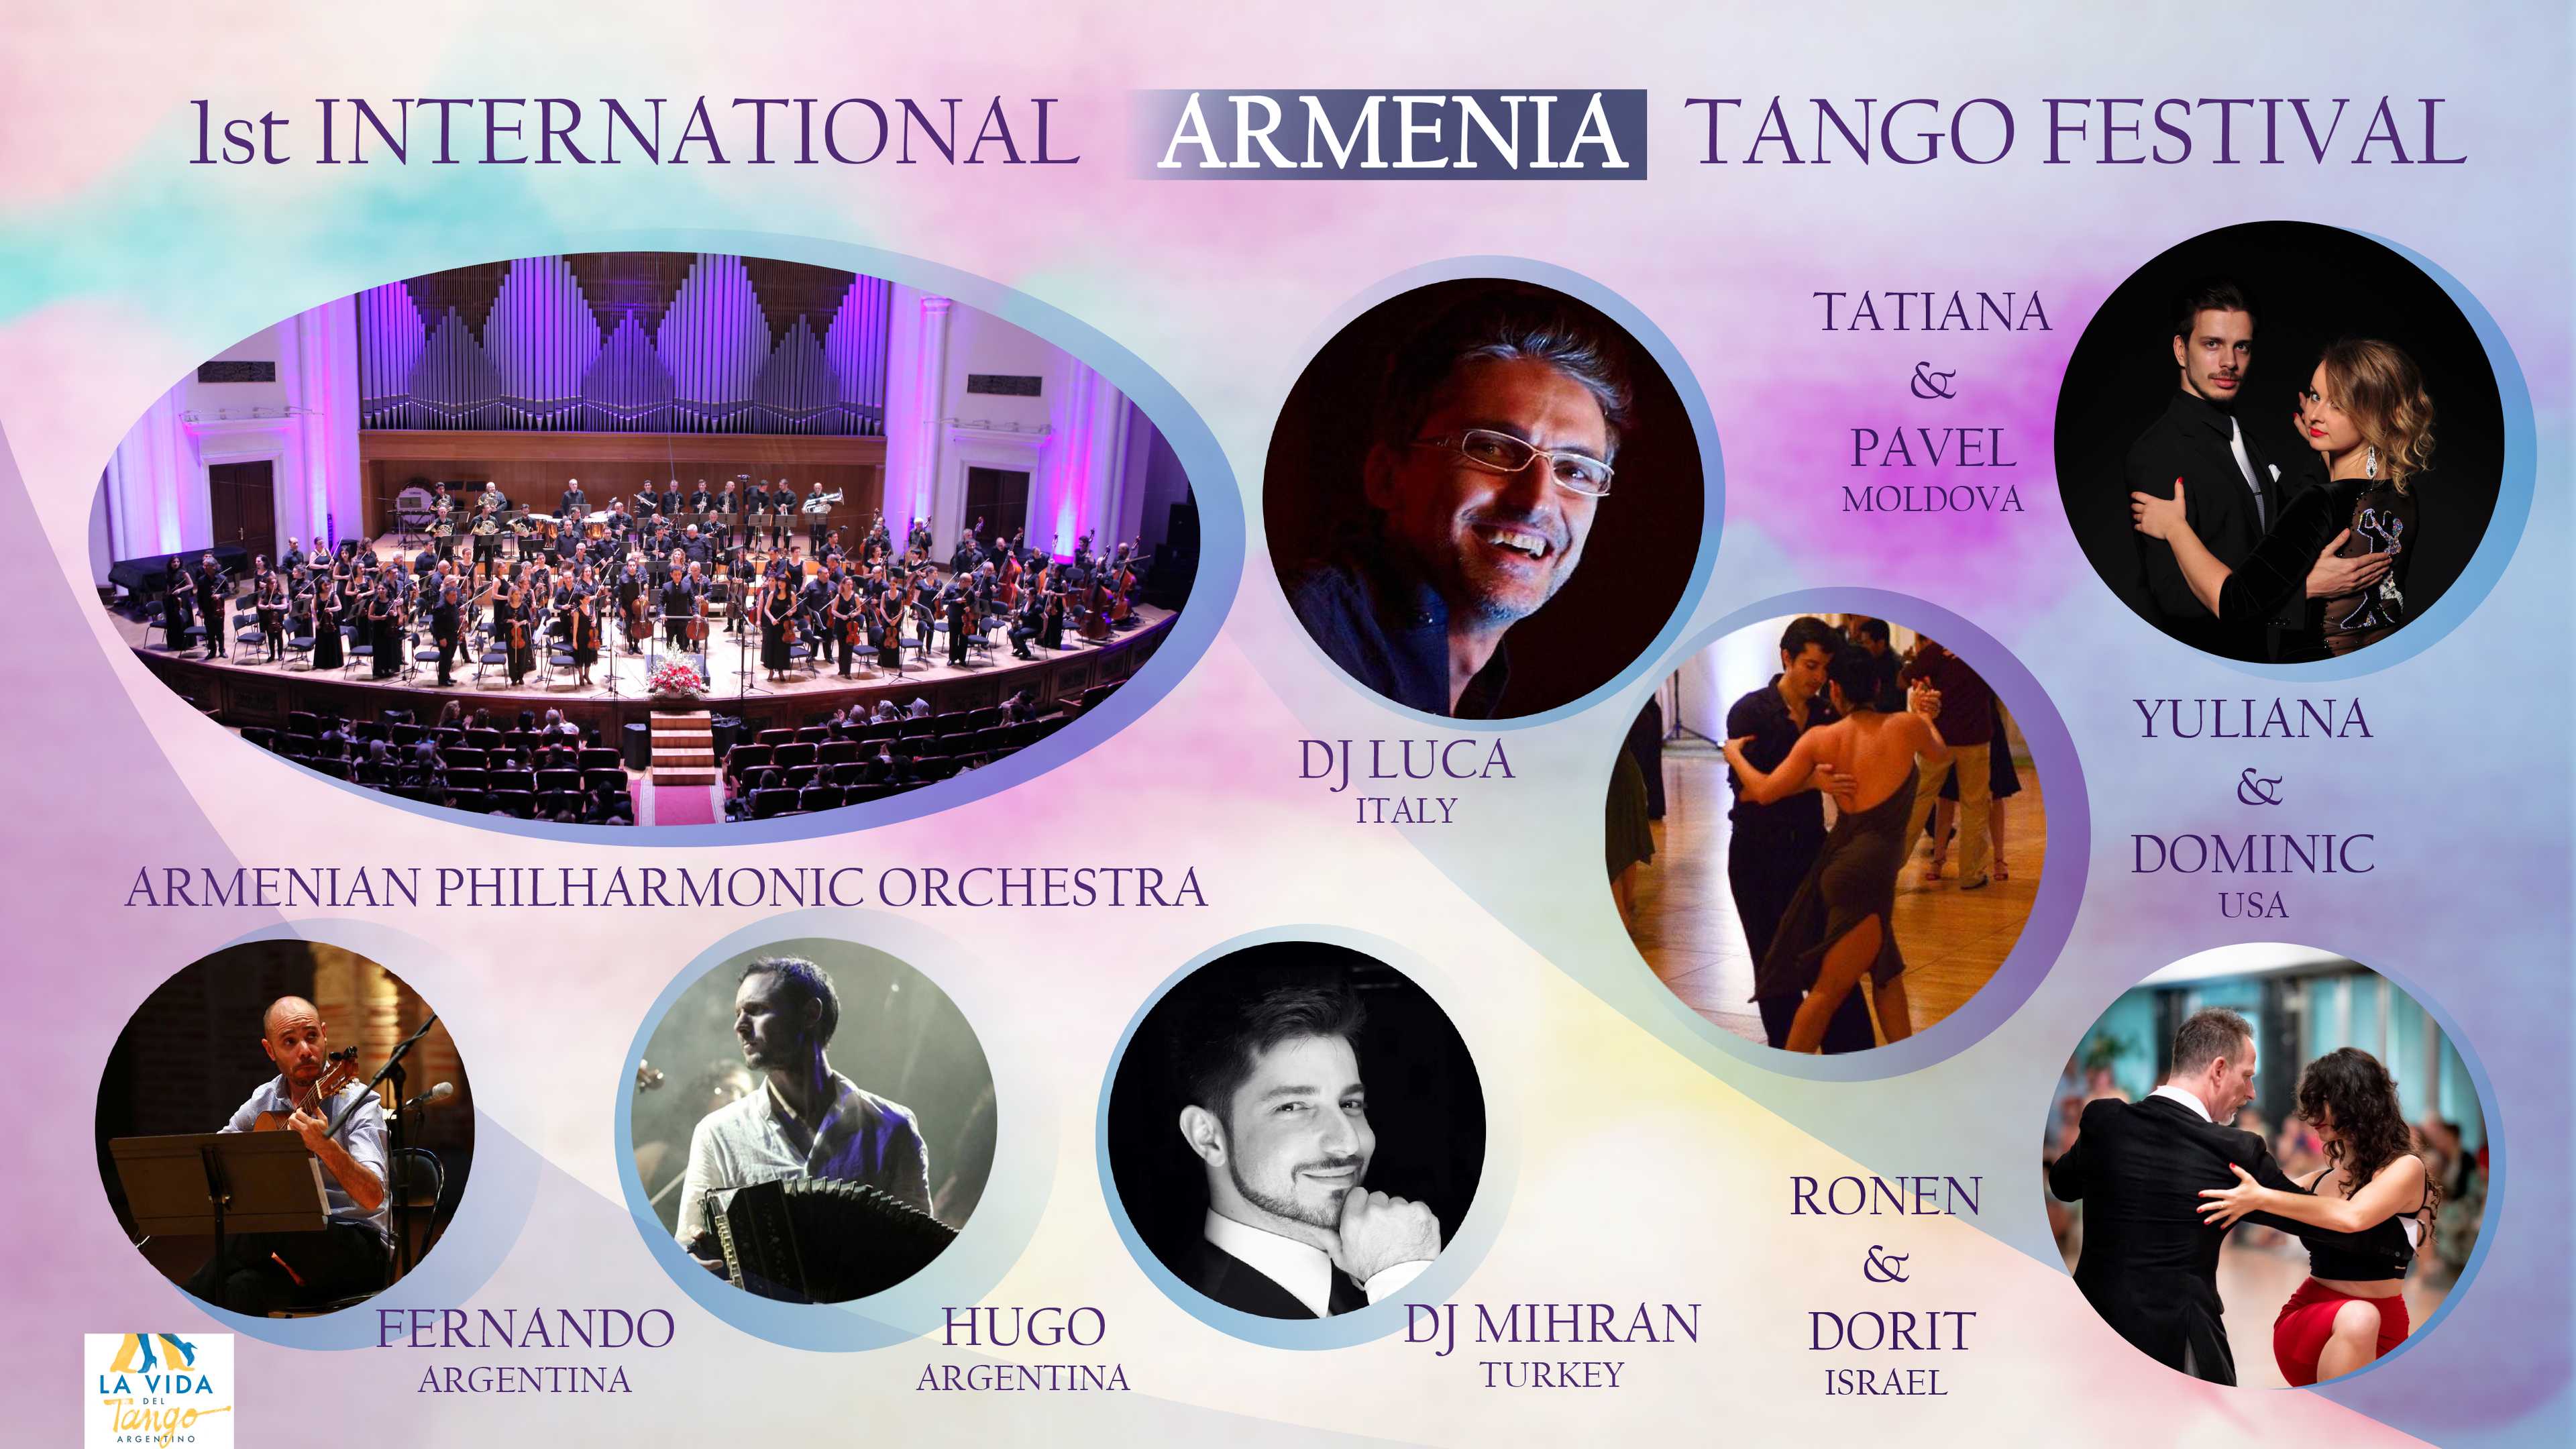 1st INTERNATIONAL ARMENIA TANGO FESTIVAL
TATIANA
&
PAVEL
MOLDOVA
YULIANA
&
DOMINIC
USA
DJ LUCA
ITALY
ARMENIAN PHILHARMONIC ORCHESTRA
FERNANDO
ARGENTINA
HUGO
ARGENTINA
DJ MIHRAN
TURKEY
RONEN
&
DORIT
ISRAEL
LA VIDA
DEL
Tango
ARGENTINO